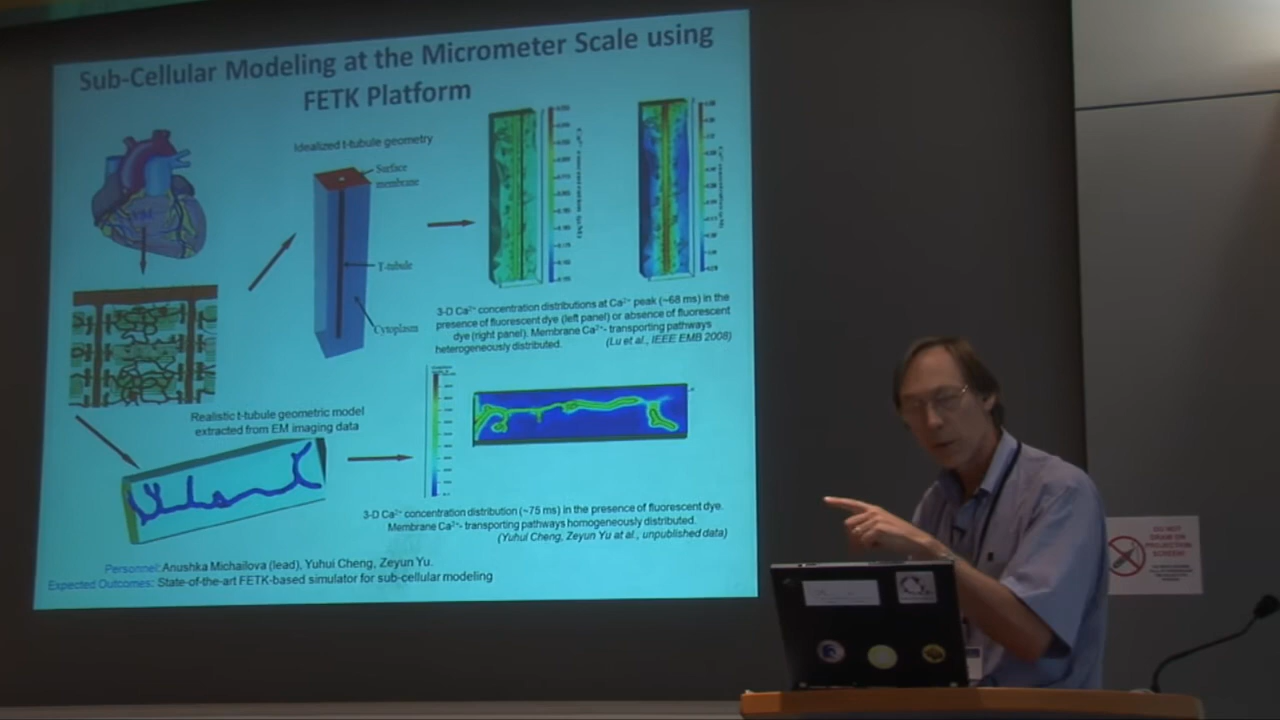 Sub-Cellular Modeling at the Micrometer Scale using
FETK Platform
Idealized t-tubule geometry
Surface
membrane
T-tubule
Cytoplasm
3-D Ca²⁺ concentration distributions at Ca²⁺ peak (~68 ms) in the
presence of fluorescent dye (left panel) or absence of fluorescent
dye (right panel). Membrane Ca²⁺- transporting pathways
heterogeneously distributed.
(Lu et al., IEEE EMB 2008)
Realistic t-tubule geometric model
extracted from EM imaging data
3-D Ca²⁺ concentration distribution (~75 ms) in the presence of fluorescent dye.
Membrane Ca²⁺- transporting pathways homogeneously distributed.
(Yuhui Cheng, Zeyun Yu at al., unpublished data)
Personnel: Anushka Michailova (lead), Yuhui Cheng, Zeyun Yu.
Expected Outcomes: State-of-the-art FETK-based simulator for sub-cellular modeling
DO NOT
DRAW ON
PROJECTION
SCREEN!